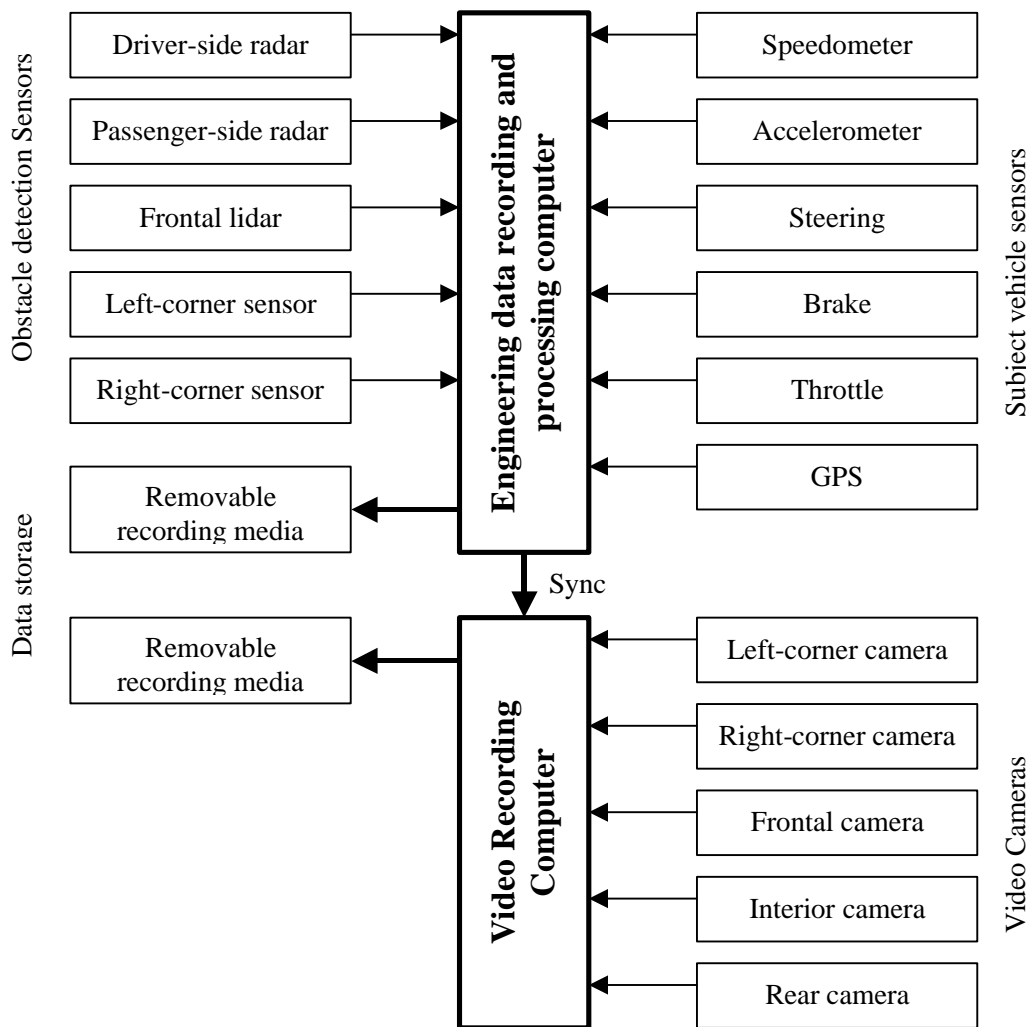 Obstacle detection Sensors
Driver-side radar
Passenger-side radar
Frontal lidar
Left-corner sensor
Right-corner sensor
Data storage
Removable
recording media
Removable
recording media
Engineering data recording and
processing computer
Sync
Video Recording
Computer
Speedometer
Accelerometer
Steering
Brake
Throttle
GPS
Subject vehicle sensors
Left-corner camera
Right-corner camera
Frontal camera
Interior camera
Rear camera
Video Cameras